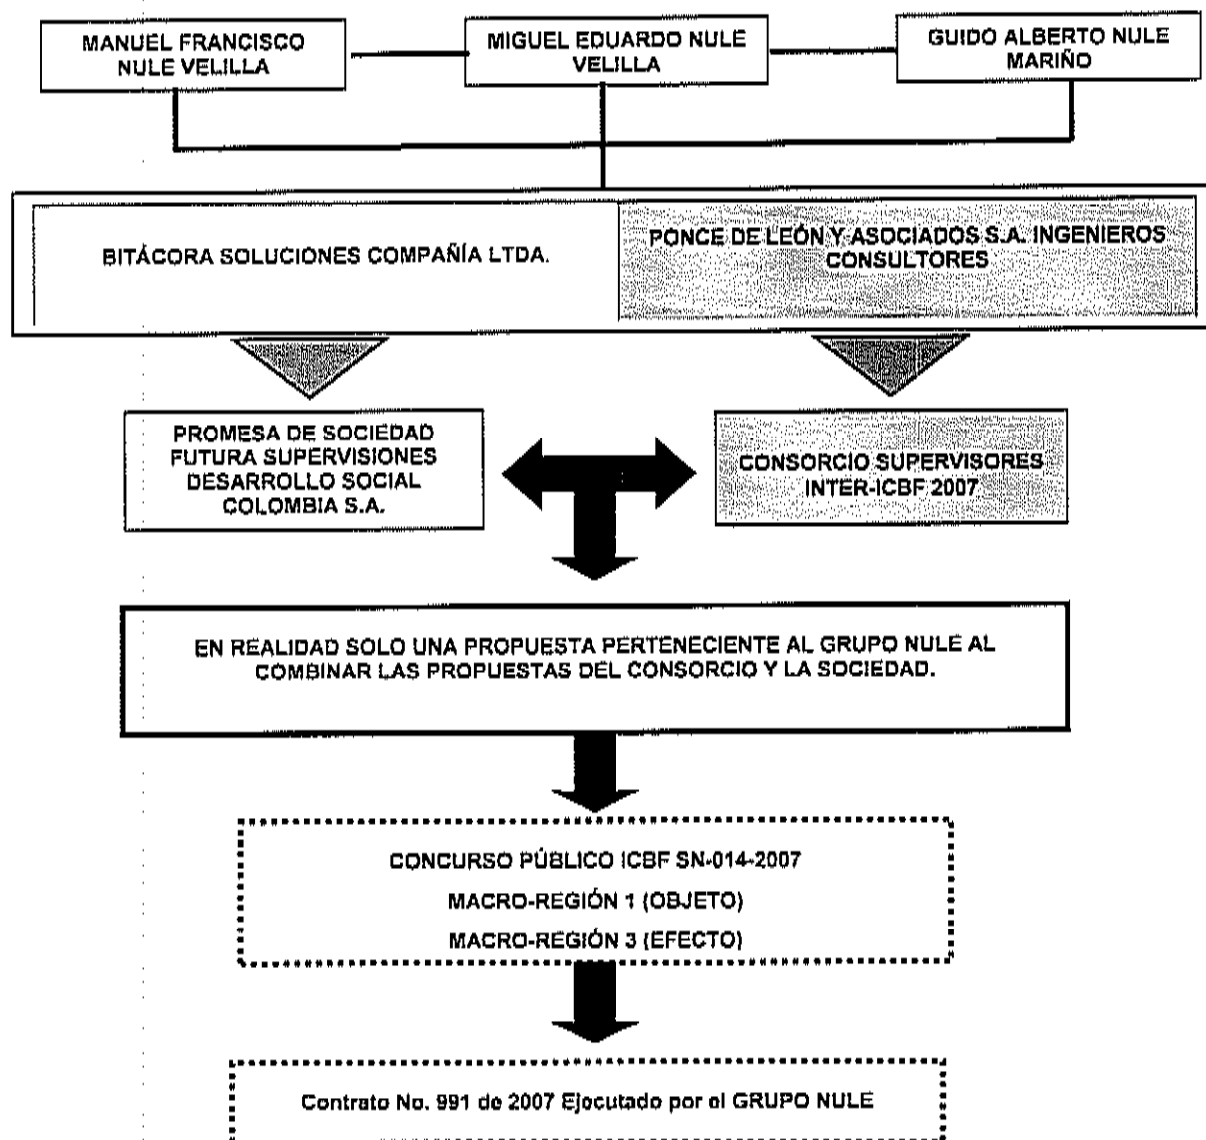 MANUEL FRANCISCO
NULE VELILLA
MIGUEL EDUARDO NULE
VELILLA
GUIDO ALBERTO NULE
MARIÑO
BITÁCORA SOLUCIONES COMPAÑÍA LTDA.
PONCE DE LEÓN Y ASOCIADOS S.A. INGENIEROS
CONSULTORES
PROMESA DE SOCIEDAD
FUTURA SUPERVISIONES
DESARROLLO SOCIAL
COLOMBIA S.A.
CONSORCIO SUPERVISORES
INTER-ICBF 2007
EN REALIDAD SOLO UNA PROPUESTA PERTENECIENTE AL GRUPO NULE AL
COMBINAR LAS PROPUESTAS DEL CONSORCIO Y LA SOCIEDAD.
CONCURSO PÚBLICO ICBF SN-014-2007
MACRO-REGIÓN 1 (OBJETO)
MACRO-REGIÓN 3 (EFECTO)
Contrato No. 991 de 2007 Ejecutado por el GRUPO NULE